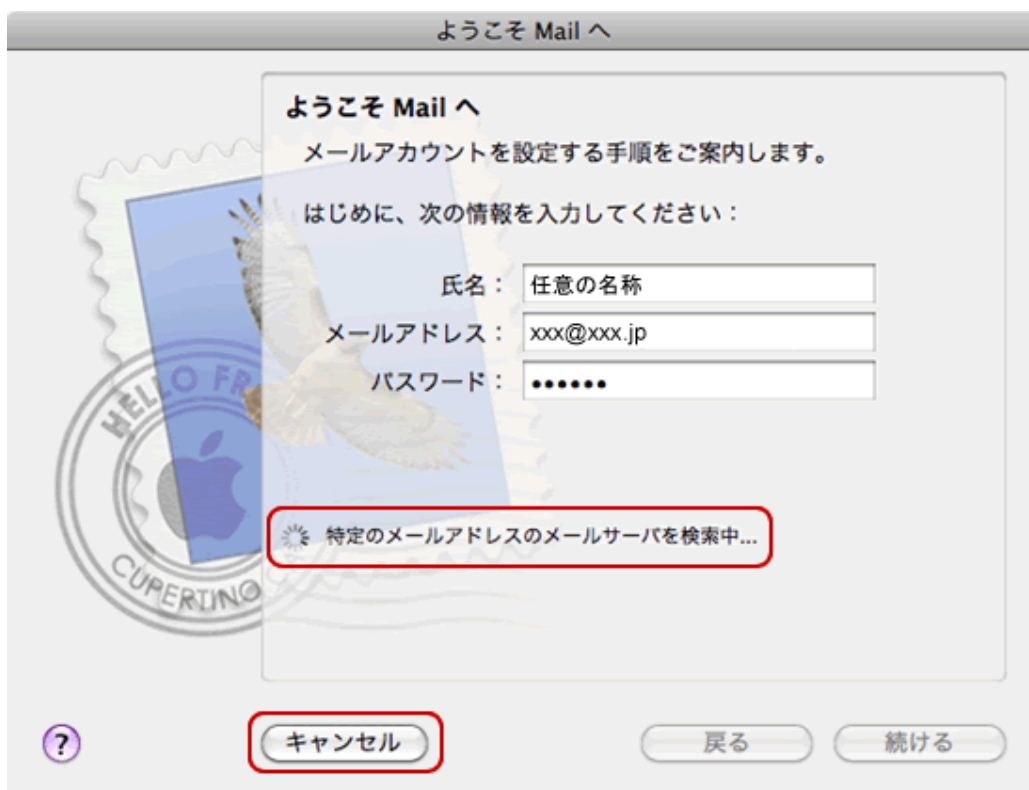 ようこそ Mail へ
ようこそ Mail へ
メールアカウントを設定する手順をご案内します。
はじめに、次の情報を入力してください：
氏名： 任意の名称
メールアドレス： xxx@xxx.jp
パスワード： ••••••
HELLO FR
特定のメールアドレスのメールサーバを検索中...
CUPERTINO
? キャンセル 戻る 続ける